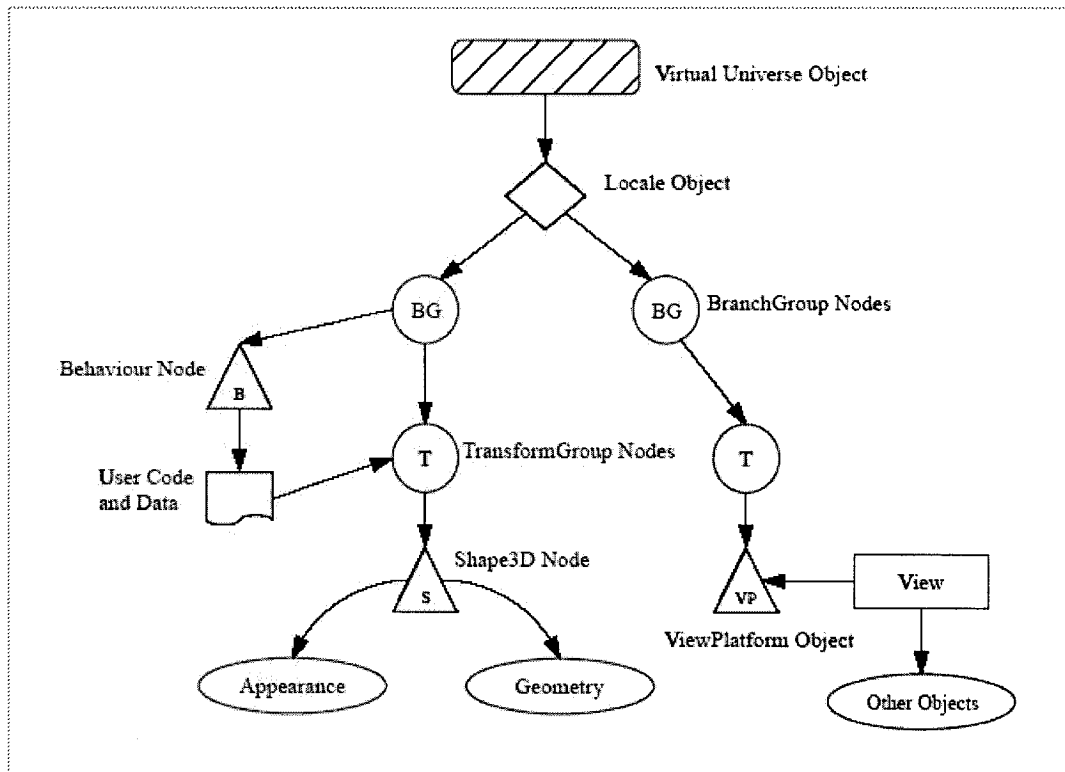 Virtual Universe Object
Locale Object
BG
BG
BranchGroup Nodes
Behaviour Node
B
T
TransformGroup Nodes
T
User Code
and Data
Shape3D Node
S
VP
View
ViewPlatform Object
Appearance
Geometry
Other Objects